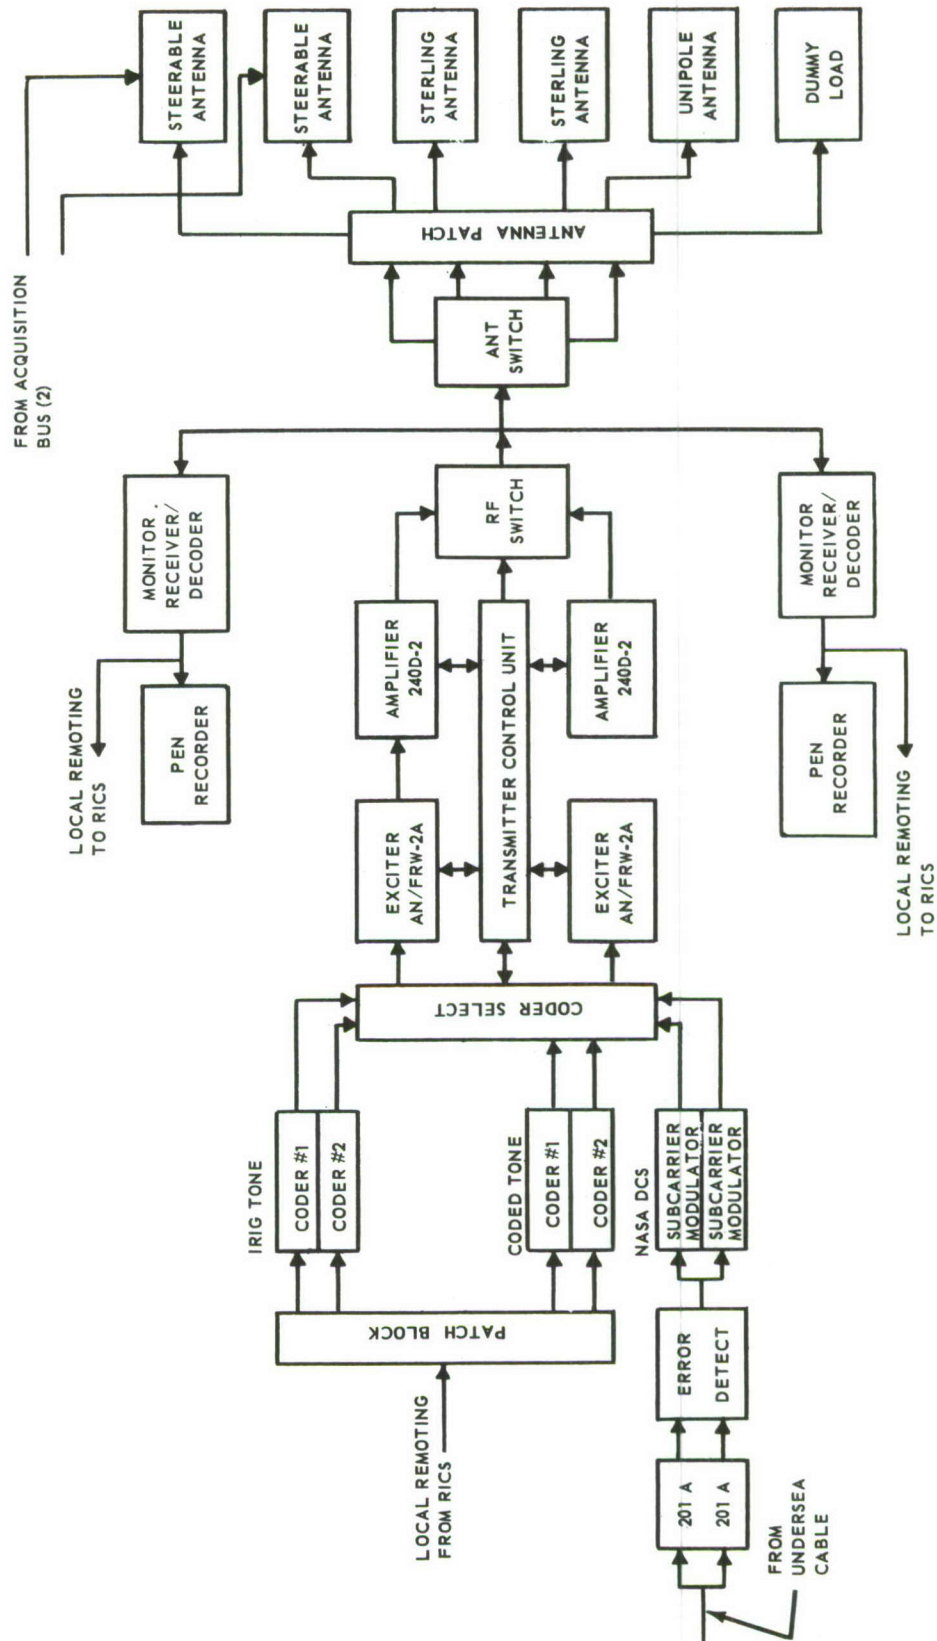 FROM ACQUISITION
BUS (2)
STEERABLE
ANTENNA
STEERABLE
ANTENNA
STERLING
ANTENNA
STERLING
ANTENNA
UNIPOLE
ANTENNA
DUMMY
LOAD
ANTENNA PATCH
ANT
SWITCH
MONITOR
RECEIVER/
DECODER
LOCAL REMOTING
TO RICS
PEN
RECORDER
RF
SWITCH
AMPLIFIER
240D-2
TRANSMITTER CONTROL UNIT
AMPLIFIER
240D-2
EXCITER
AN/FRW-2A
EXCITER
AN/FRW-2A
MONITOR
RECEIVER/
DECODER
PEN
RECORDER
LOCAL REMOTING
TO RICS
CODER SELECT
IRIG TONE
CODER #1
CODER #2
CODED TONE
CODER #1
CODER #2
NASA DCS
SUBCARRIER
MODULATOR
SUBCARRIER
MODULATOR
PATCH BLOCK
LOCAL REMOTING
FROM RICS
ERROR
DETECT
201 A
201 A
FROM
UNDERSEA
CABLE